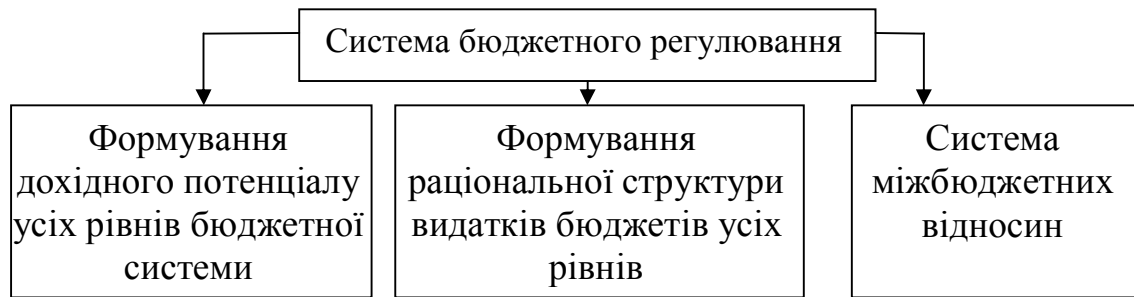 Система бюджетного регулювання
Формування
дохідного потенціалу
усіх рівнів бюджетної
системи
Формування
раціональної структури
видатків бюджетів усіх
рівнів
Система
міжбюджетних
відносин